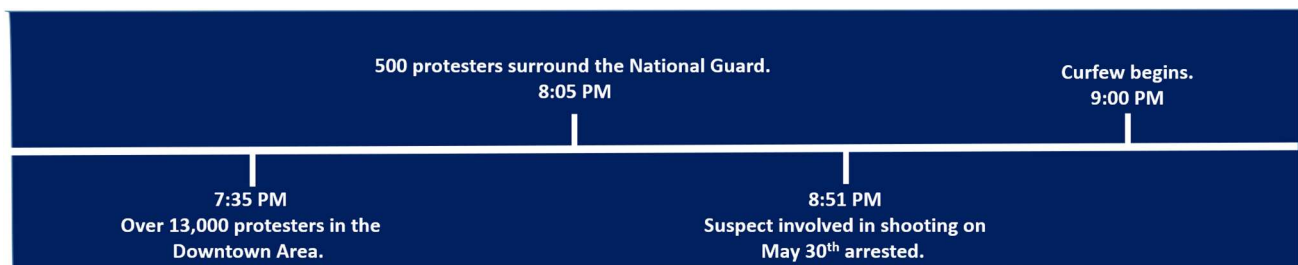 500 protesters surround the National Guard.
8:05 PM
Curfew begins.
9:00 PM
7:35 PM
Over 13,000 protesters in the
Downtown Area.
8:51 PM
Suspect involved in shooting on
May 30th arrested.